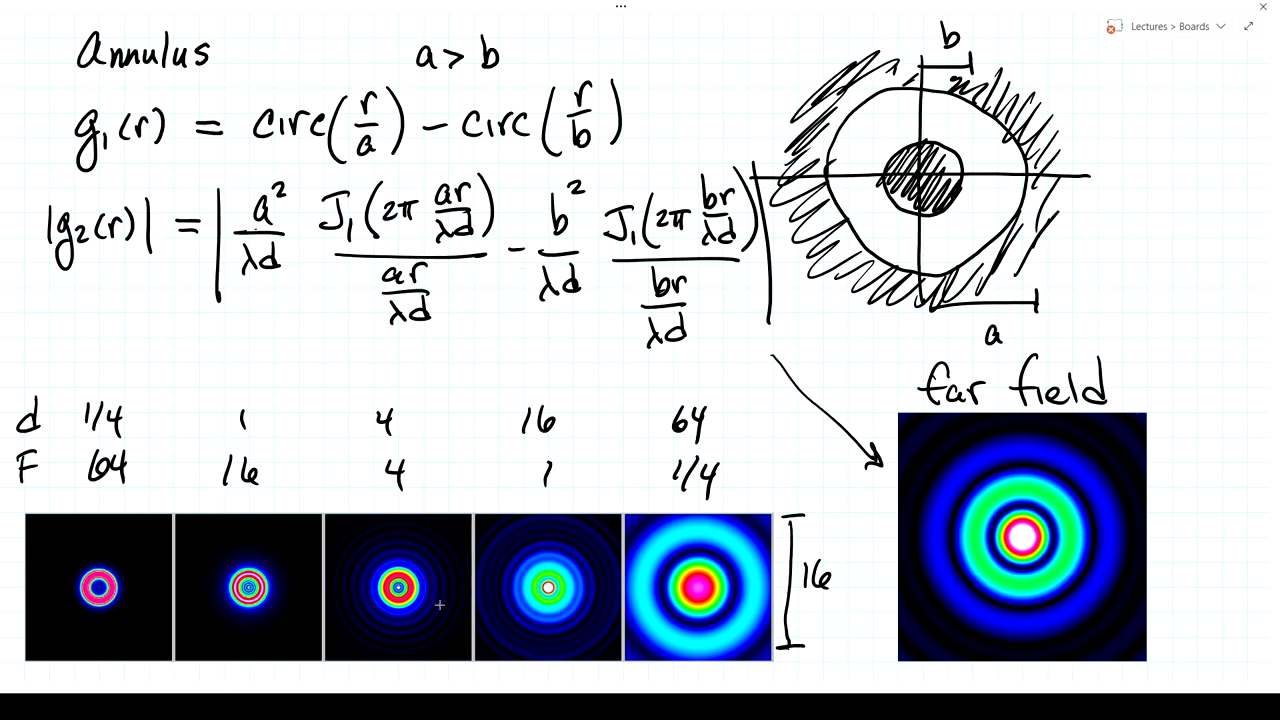 Lectures > Boards
Annulus a > b
g₁(r) = circ(r/a) − circ(r/b)
|g₂(r)| = | a²/λd J₁(2π ar/λd) / (ar/λd) − b²/λd J₁(2π br/λd) / (br/λd) |
b
a
far field
d 1/4 1 4 16 64
F 64 16 4 1 1/4
16